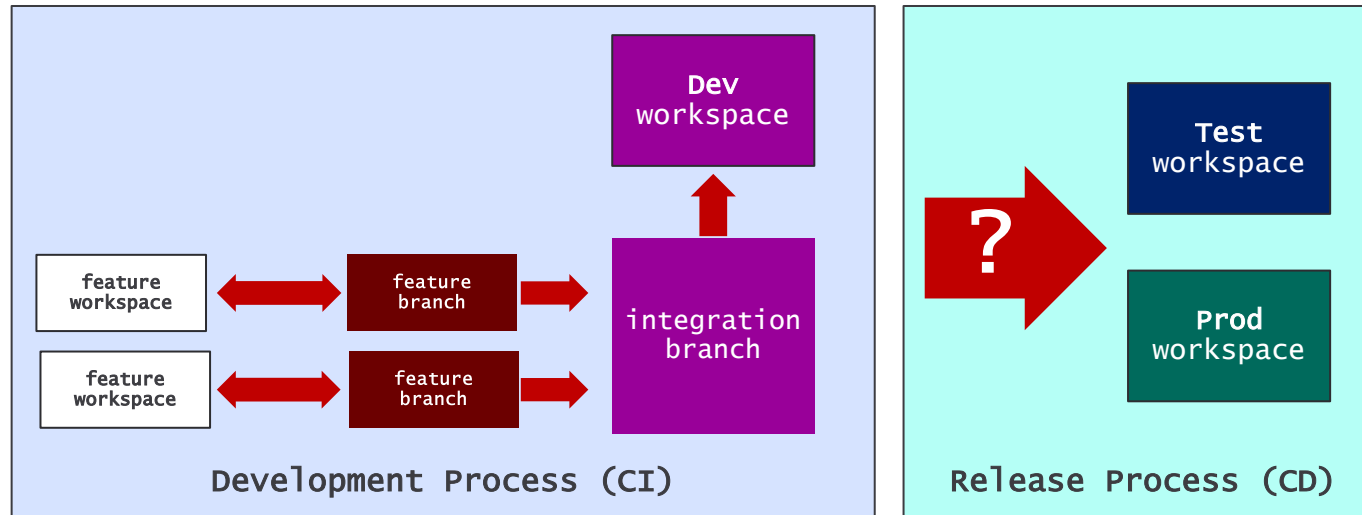 Dev
workspace
feature
workspace
feature
branch
feature
workspace
feature
branch
integration
branch
Development Process (CI)
?
Test
workspace
Prod
workspace
Release Process (CD)